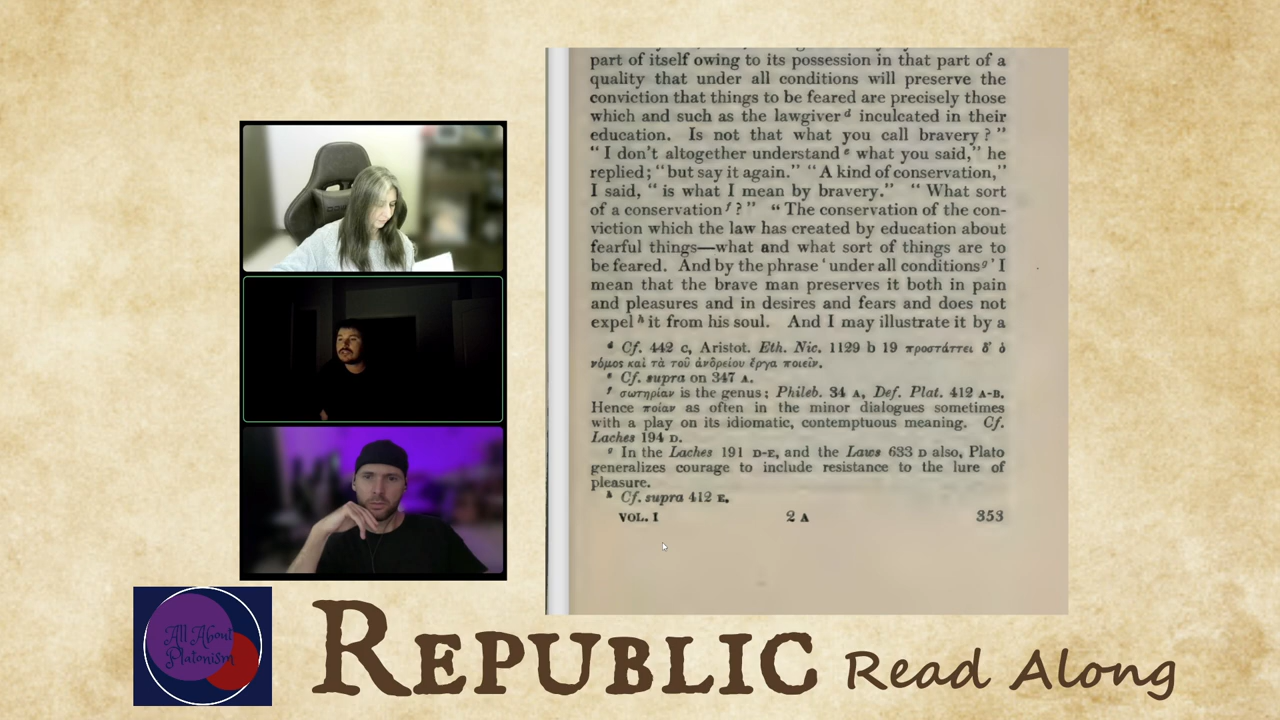 part of itself owing to its possession in that part of a
quality that under all conditions will preserve the
conviction that things to be feared are precisely those
which and such as the lawgiver ᵈ inculcated in their
education. Is not that what you call bravery ? ”
“ I don’t altogether understand ᵉ what you said,” he
replied; “but say it again.” “A kind of conservation,”
I said, “ is what I mean by bravery.” “ What sort
of a conservation ᶠ ? ” “ The conservation of the con-
viction which the law has created by education about
fearful things—what and what sort of things are to
be feared. And by the phrase ‘ under all conditions ᵍ ’ I
mean that the brave man preserves it both in pain
and pleasures and in desires and fears and does not
expel ʰ it from his soul. And I may illustrate it by a
ᵈ Cf. 442 c, Aristot. Eth. Nic. 1129 b 19 προστάττει δ’ ὁ
νόμος καὶ τὰ τοῦ ἀνδρείου ἔργα ποιεῖν.
ᵉ Cf. supra on 347 A.
ᶠ σωτηρίαν is the genus ; Phileb. 34 A, Def. Plat. 412 A-B.
Hence ποίαν as often in the minor dialogues sometimes
with a play on its idiomatic, contemptuous meaning. Cf.
Laches 194 D.
ᵍ In the Laches 191 D-E, and the Laws 633 D also, Plato
generalizes courage to include resistance to the lure of
pleasure.
ʰ Cf. supra 412 E.
VOL. I 2 A 353
All About
Platonism
REPUBLIC Read Along